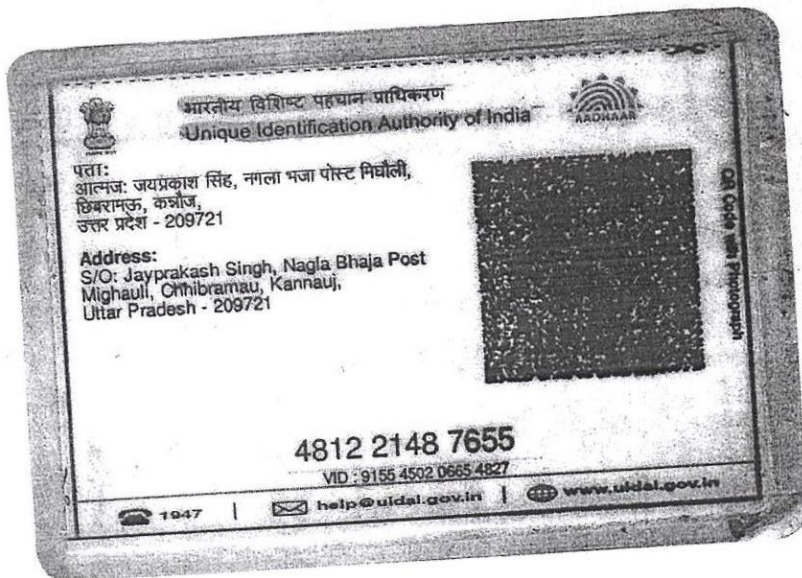 भारतीय विशिष्ट पहचान प्राधिकरण
Unique Identification Authority of India
AADHAAR
पता:
आत्मज: जयप्रकाश सिंह, नगला भजा पोस्ट मिघौली,
छिबरामऊ, कन्नौज,
उत्तर प्रदेश - 209721
Address:
S/O: Jayprakash Singh, Nagla Bhaja Post
Mighauli, Chhibramau, Kannauj,
Uttar Pradesh - 209721
QR Code with Photograph
4812 2148 7655
VID : 9155 4502 0665 4827
1947 | help@uidai.gov.in | www.uidai.gov.in